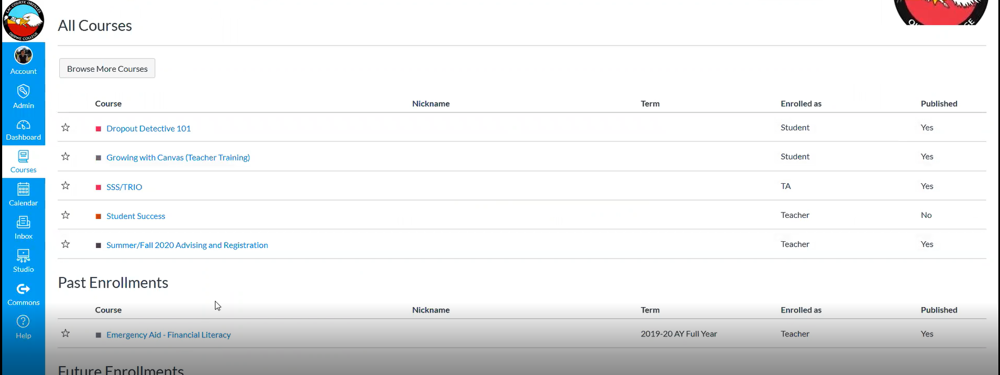 LAC COURTE OREILLES
OJIBWE COLLEGE
All Courses
Account
Admin
Dashboard
Courses
Calendar
Inbox
Studio
Commons
Help
Browse More Courses
Course Nickname Term Enrolled as Published
Dropout Detective 101 Student Yes
Growing with Canvas (Teacher Training) Student Yes
SSS/TRIO TA Yes
Student Success Teacher No
Summer/Fall 2020 Advising and Registration Teacher Yes
Past Enrollments
Course Nickname Term Enrolled as Published
Emergency Aid - Financial Literacy 2019-20 AY Full Year Teacher Yes
Future Enrollments